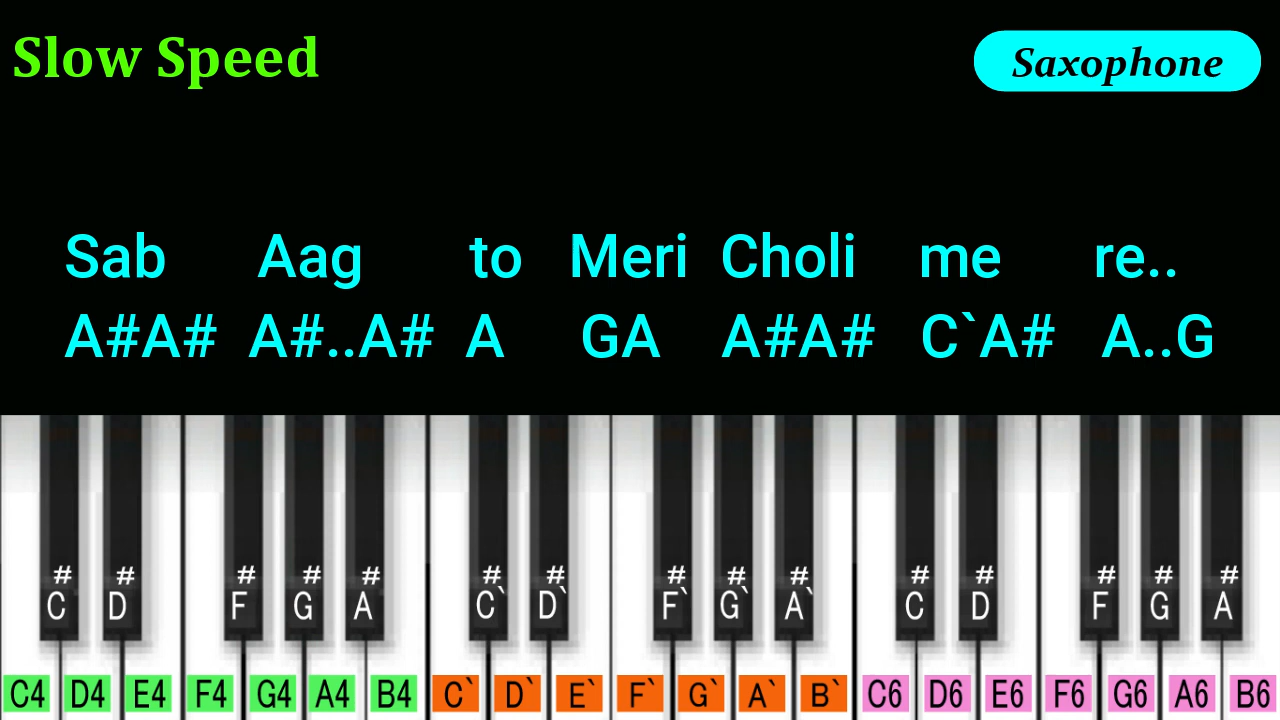 Slow Speed
Saxophone
Sab Aag to Meri Choli me re..
A#A# A#..A# A GA A#A# C`A# A..G
# # # # # # # # # # # # # # #
C D F G A C` D` F` G` A` C D F G A
C4 D4 E4 F4 G4 A4 B4 C` D` E` F` G` A` B` C6 D6 E6 F6 G6 A6 B6